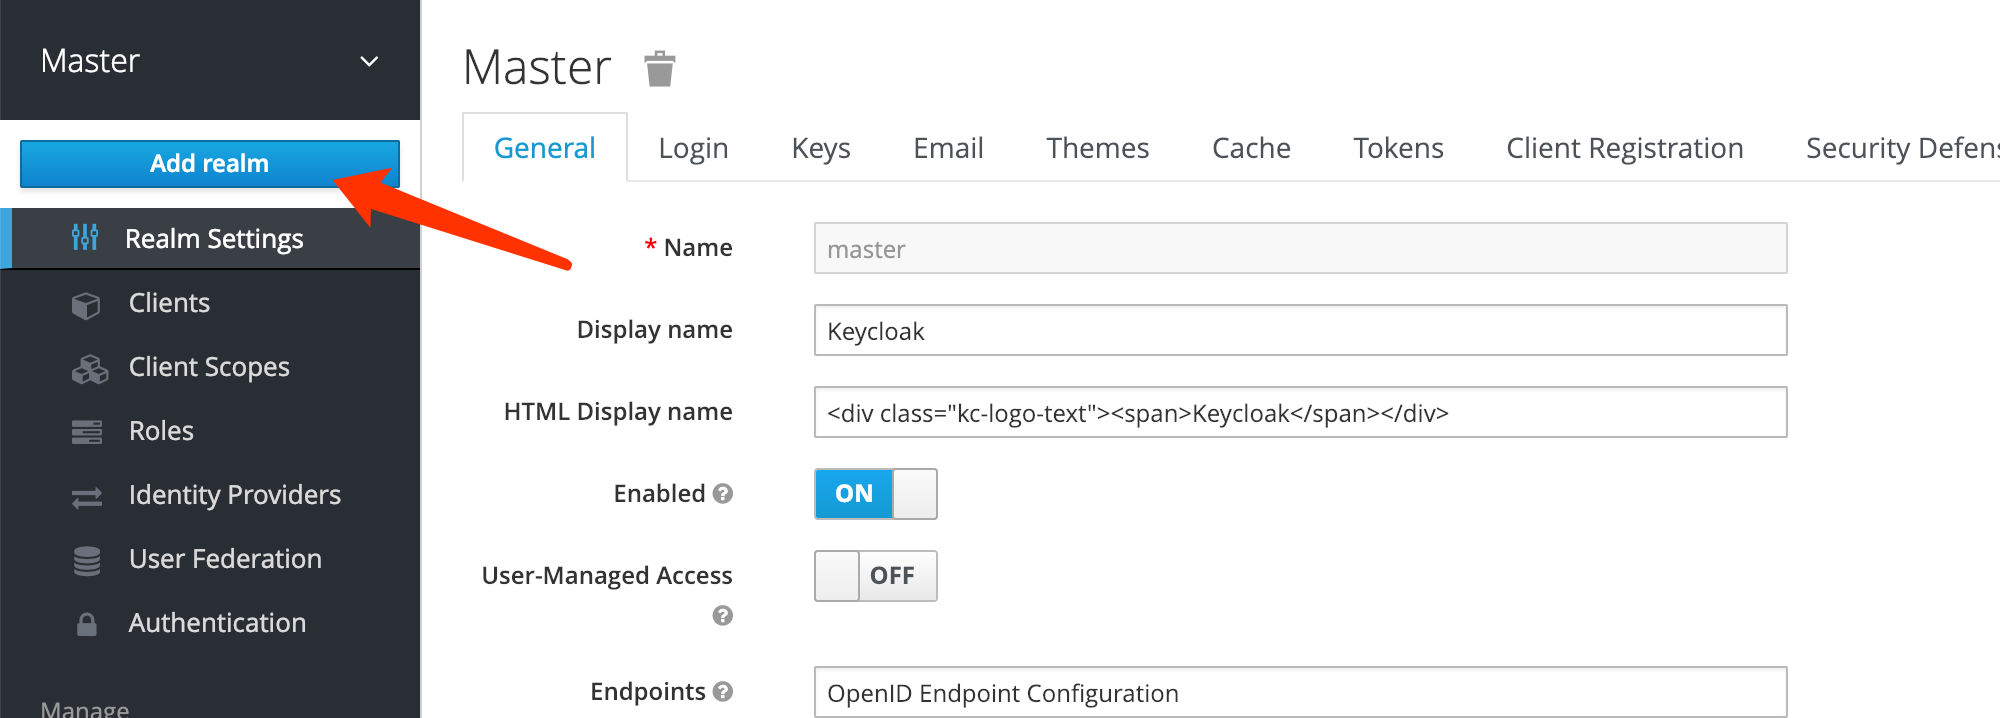 Master
Add realm
Realm Settings
Clients
Client Scopes
Roles
Identity Providers
User Federation
Authentication
Manage
Master
General Login Keys Email Themes Cache Tokens Client Registration Security Defens
* Name master
Display name Keycloak
HTML Display name <div class="kc-logo-text"><span>Keycloak</span></div>
Enabled ? ON
User-Managed Access OFF
?
Endpoints ? OpenID Endpoint Configuration